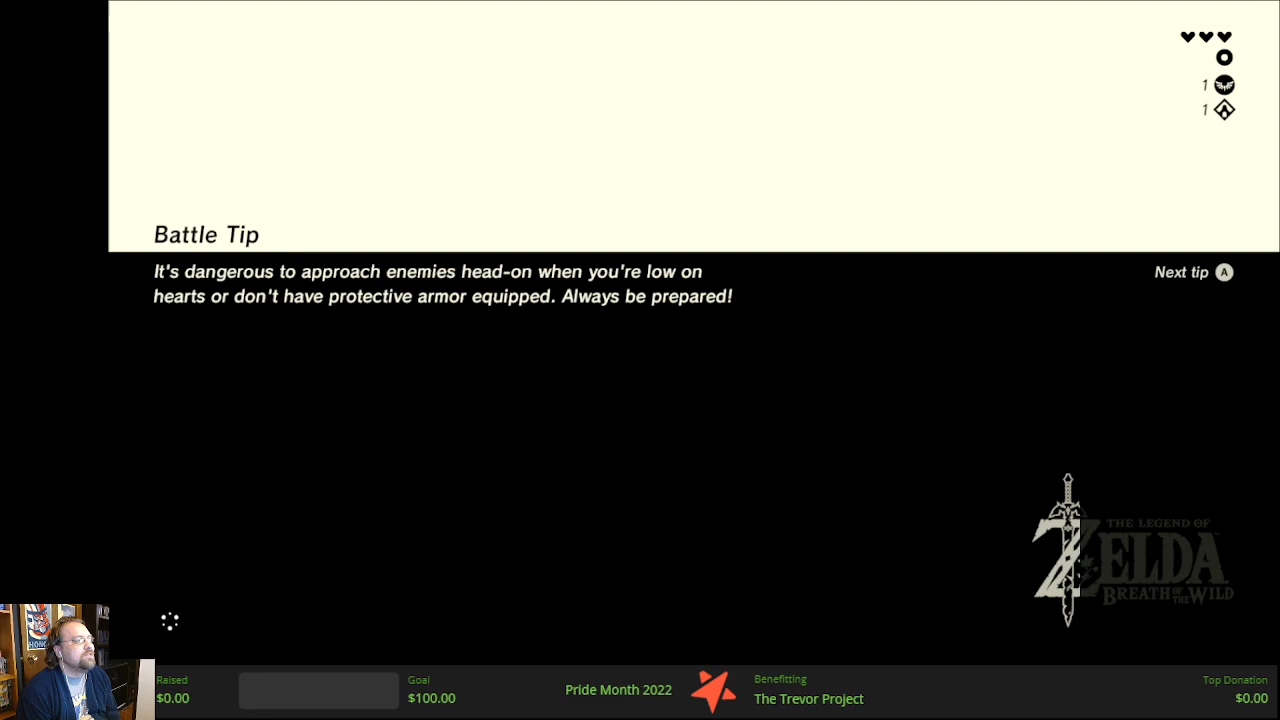 1
1
Battle Tip
It's dangerous to approach enemies head-on when you're low on
hearts or don't have protective armor equipped. Always be prepared!
Next tip A
THE LEGEND OF
ZELDA
BREATH OF THE WILD
HONG
Raised
$0.00
Goal
$100.00
Pride Month 2022
Benefitting
The Trevor Project
Top Donation
$0.00